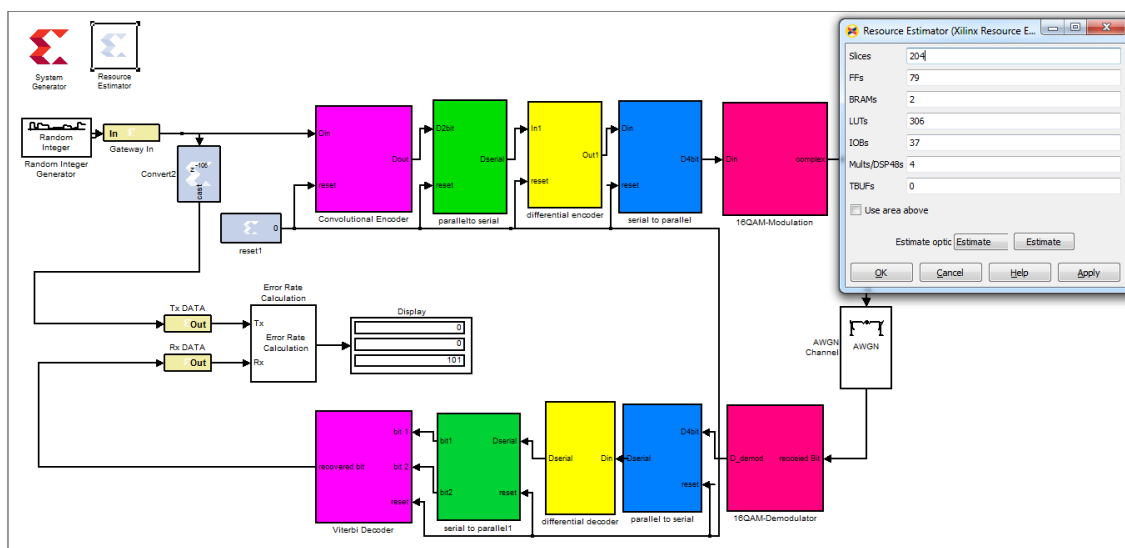 System
Generator
Resource
Estimator
Random
Integer
Random Integer
Generator
In
Gateway In
Convert2
z-106
cast
reset1
0
Din
Dout
reset
Convolutional Encoder
D2bit
Dserial
reset
parallelto serial
In1
Out1
reset
differential encoder
Din
D4bit
reset
serial to parallel
Din
complex
16QAM-Modulation
Resource Estimator (Xilinx Resource E...
Slices
204
FFs
79
BRAMs
2
LUTs
306
IOBs
37
Mults/DSP48s
4
TBUFs
0
Use area above
Estimate optic
Estimate
Estimate
OK
Cancel
Help
Apply
Tx DATA
Out
Rx DATA
Out
Error Rate
Calculation
Tx
Error Rate
Calculation
Rx
Display
0
0
101
AWGN
Channel
AWGN
bit 1
recovered bit
bit 2
reset
Viterbi Decoder
bit1
Dserial
bit2
reset
serial to parallel1
Dserial
Din
differential decoder
D4bit
Dserial
reset
parallel to serial
D_demod
16QAM-Demodulator